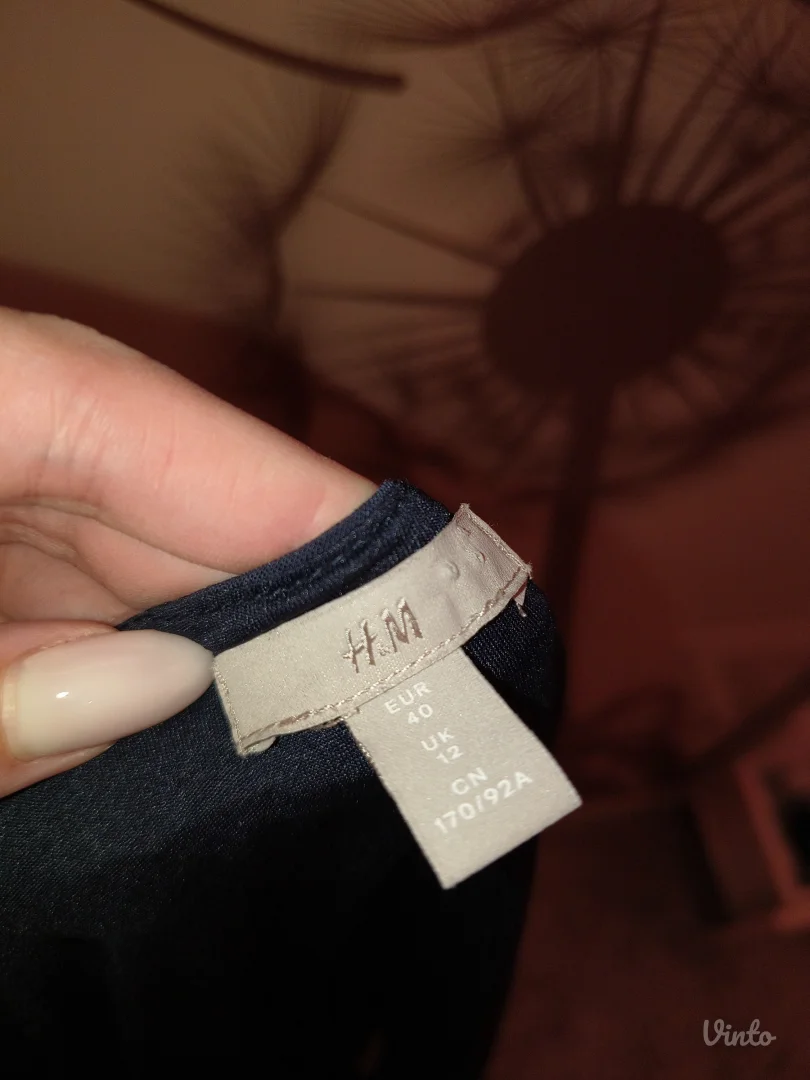 H&M
EUR
40
UK
12
CN
170/92A
Vinto